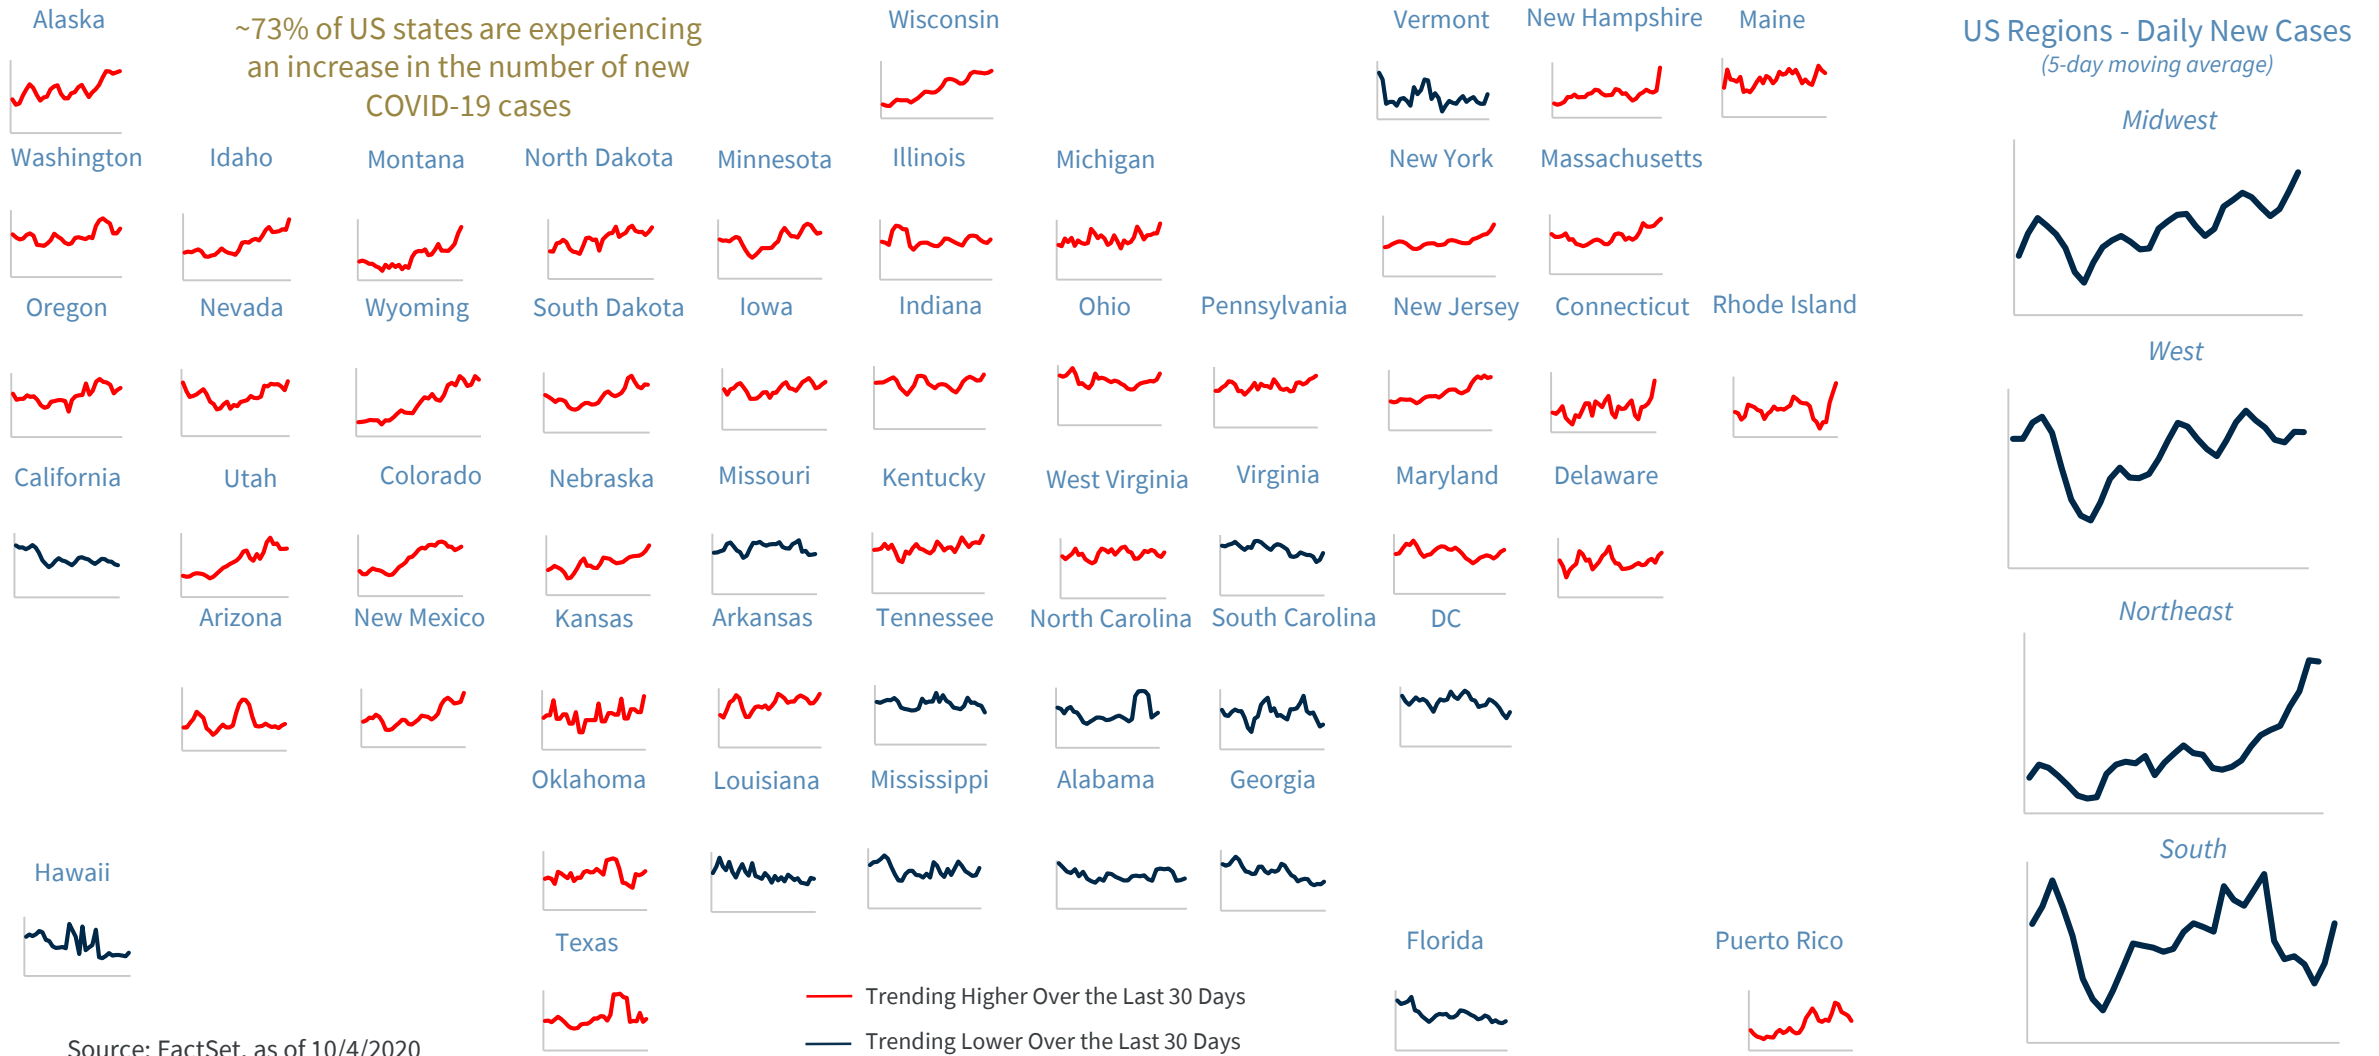 Alaska
~73% of US states are experiencing
an increase in the number of new
COVID-19 cases
Wisconsin
Vermont
New Hampshire
Maine
US Regions - Daily New Cases
(5-day moving average)
Midwest
Washington
Idaho
Montana
North Dakota
Minnesota
Illinois
Michigan
New York
Massachusetts
Oregon
Nevada
Wyoming
South Dakota
Iowa
Indiana
Ohio
Pennsylvania
New Jersey
Connecticut
Rhode Island
West
California
Utah
Colorado
Nebraska
Missouri
Kentucky
West Virginia
Virginia
Maryland
Delaware
Arizona
New Mexico
Kansas
Arkansas
Tennessee
North Carolina
South Carolina
DC
Northeast
Oklahoma
Louisiana
Mississippi
Alabama
Georgia
South
Hawaii
Texas
Florida
Puerto Rico
Trending Higher Over the Last 30 Days
Trending Lower Over the Last 30 Days
Source: FactSet, as of 10/4/2020